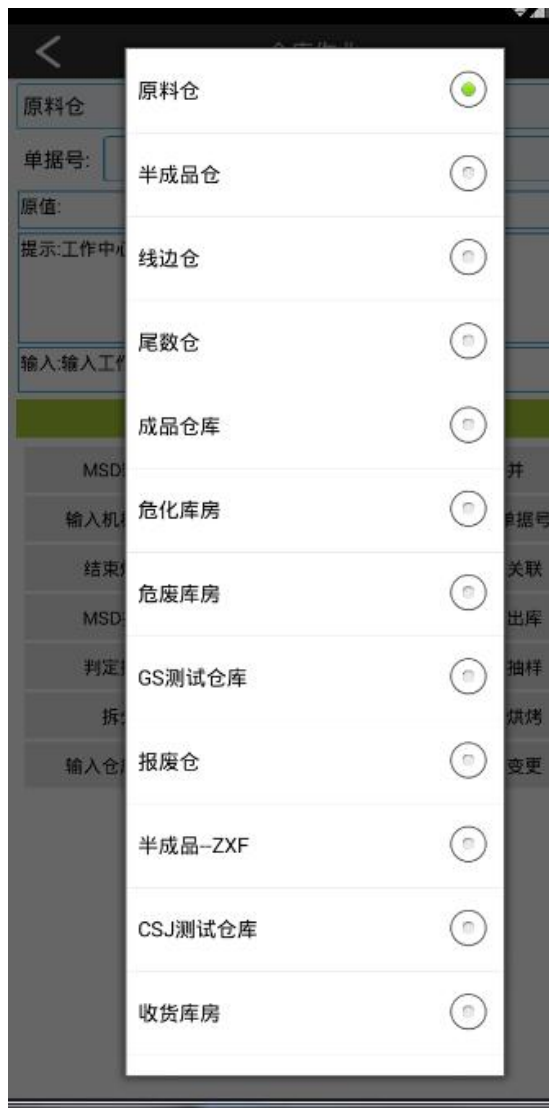 原料仓
单据号:
原值:
提示:工作中心
输入:输入工作
MSD
并
输入机
单据号
结束
关联
MSD
出库
判定
抽样
拆
烘烤
输入仓
变更
原料仓
半成品仓
线边仓
尾数仓
成品仓库
危化库房
危废库房
GS测试仓库
报废仓
半成品--ZXF
CSJ测试仓库
收货库房